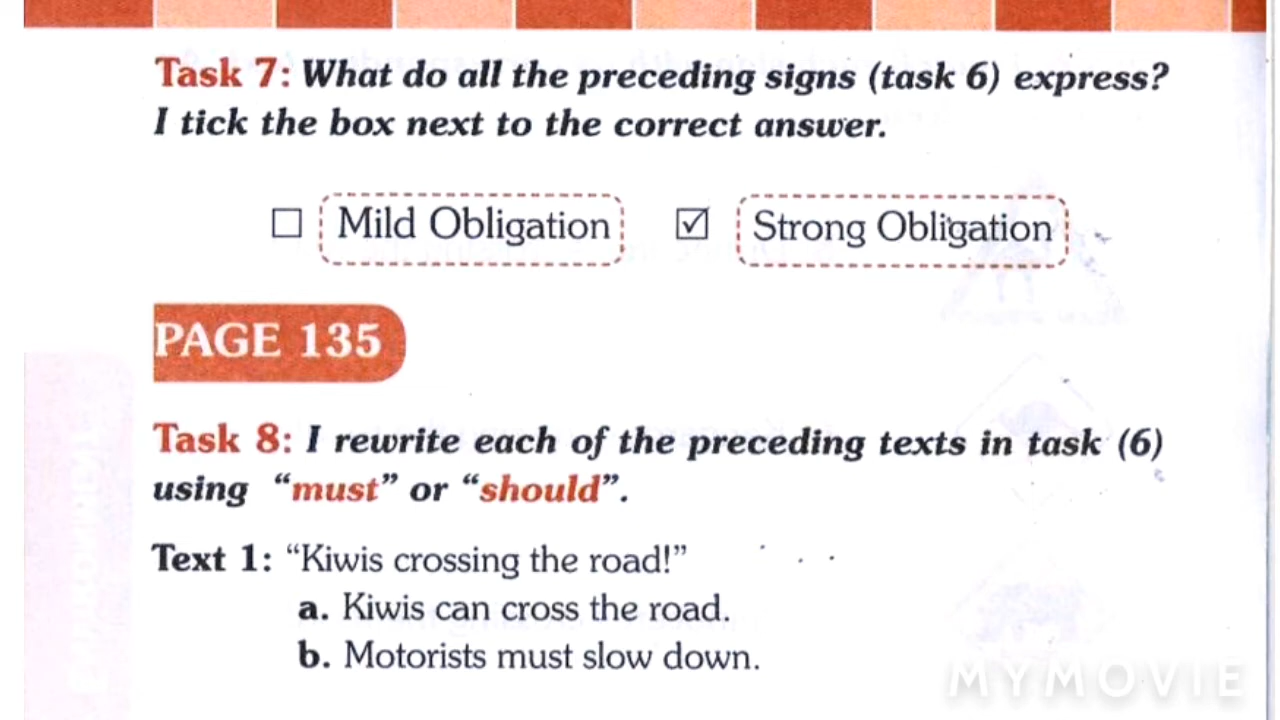 Task 7: What do all the preceding signs (task 6) express?
I tick the box next to the correct answer.
☐ Mild Obligation ☑ Strong Obligation
PAGE 135
Task 8: I rewrite each of the preceding texts in task (6)
using “must” or “should”.
Text 1: “Kiwis crossing the road!”
a. Kiwis can cross the road.
b. Motorists must slow down.
MYMOVIE